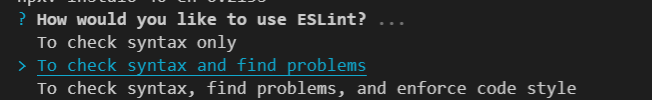 ? How would you like to use ESLint? ...
To check syntax only
> To check syntax and find problems
To check syntax, find problems, and enforce code style